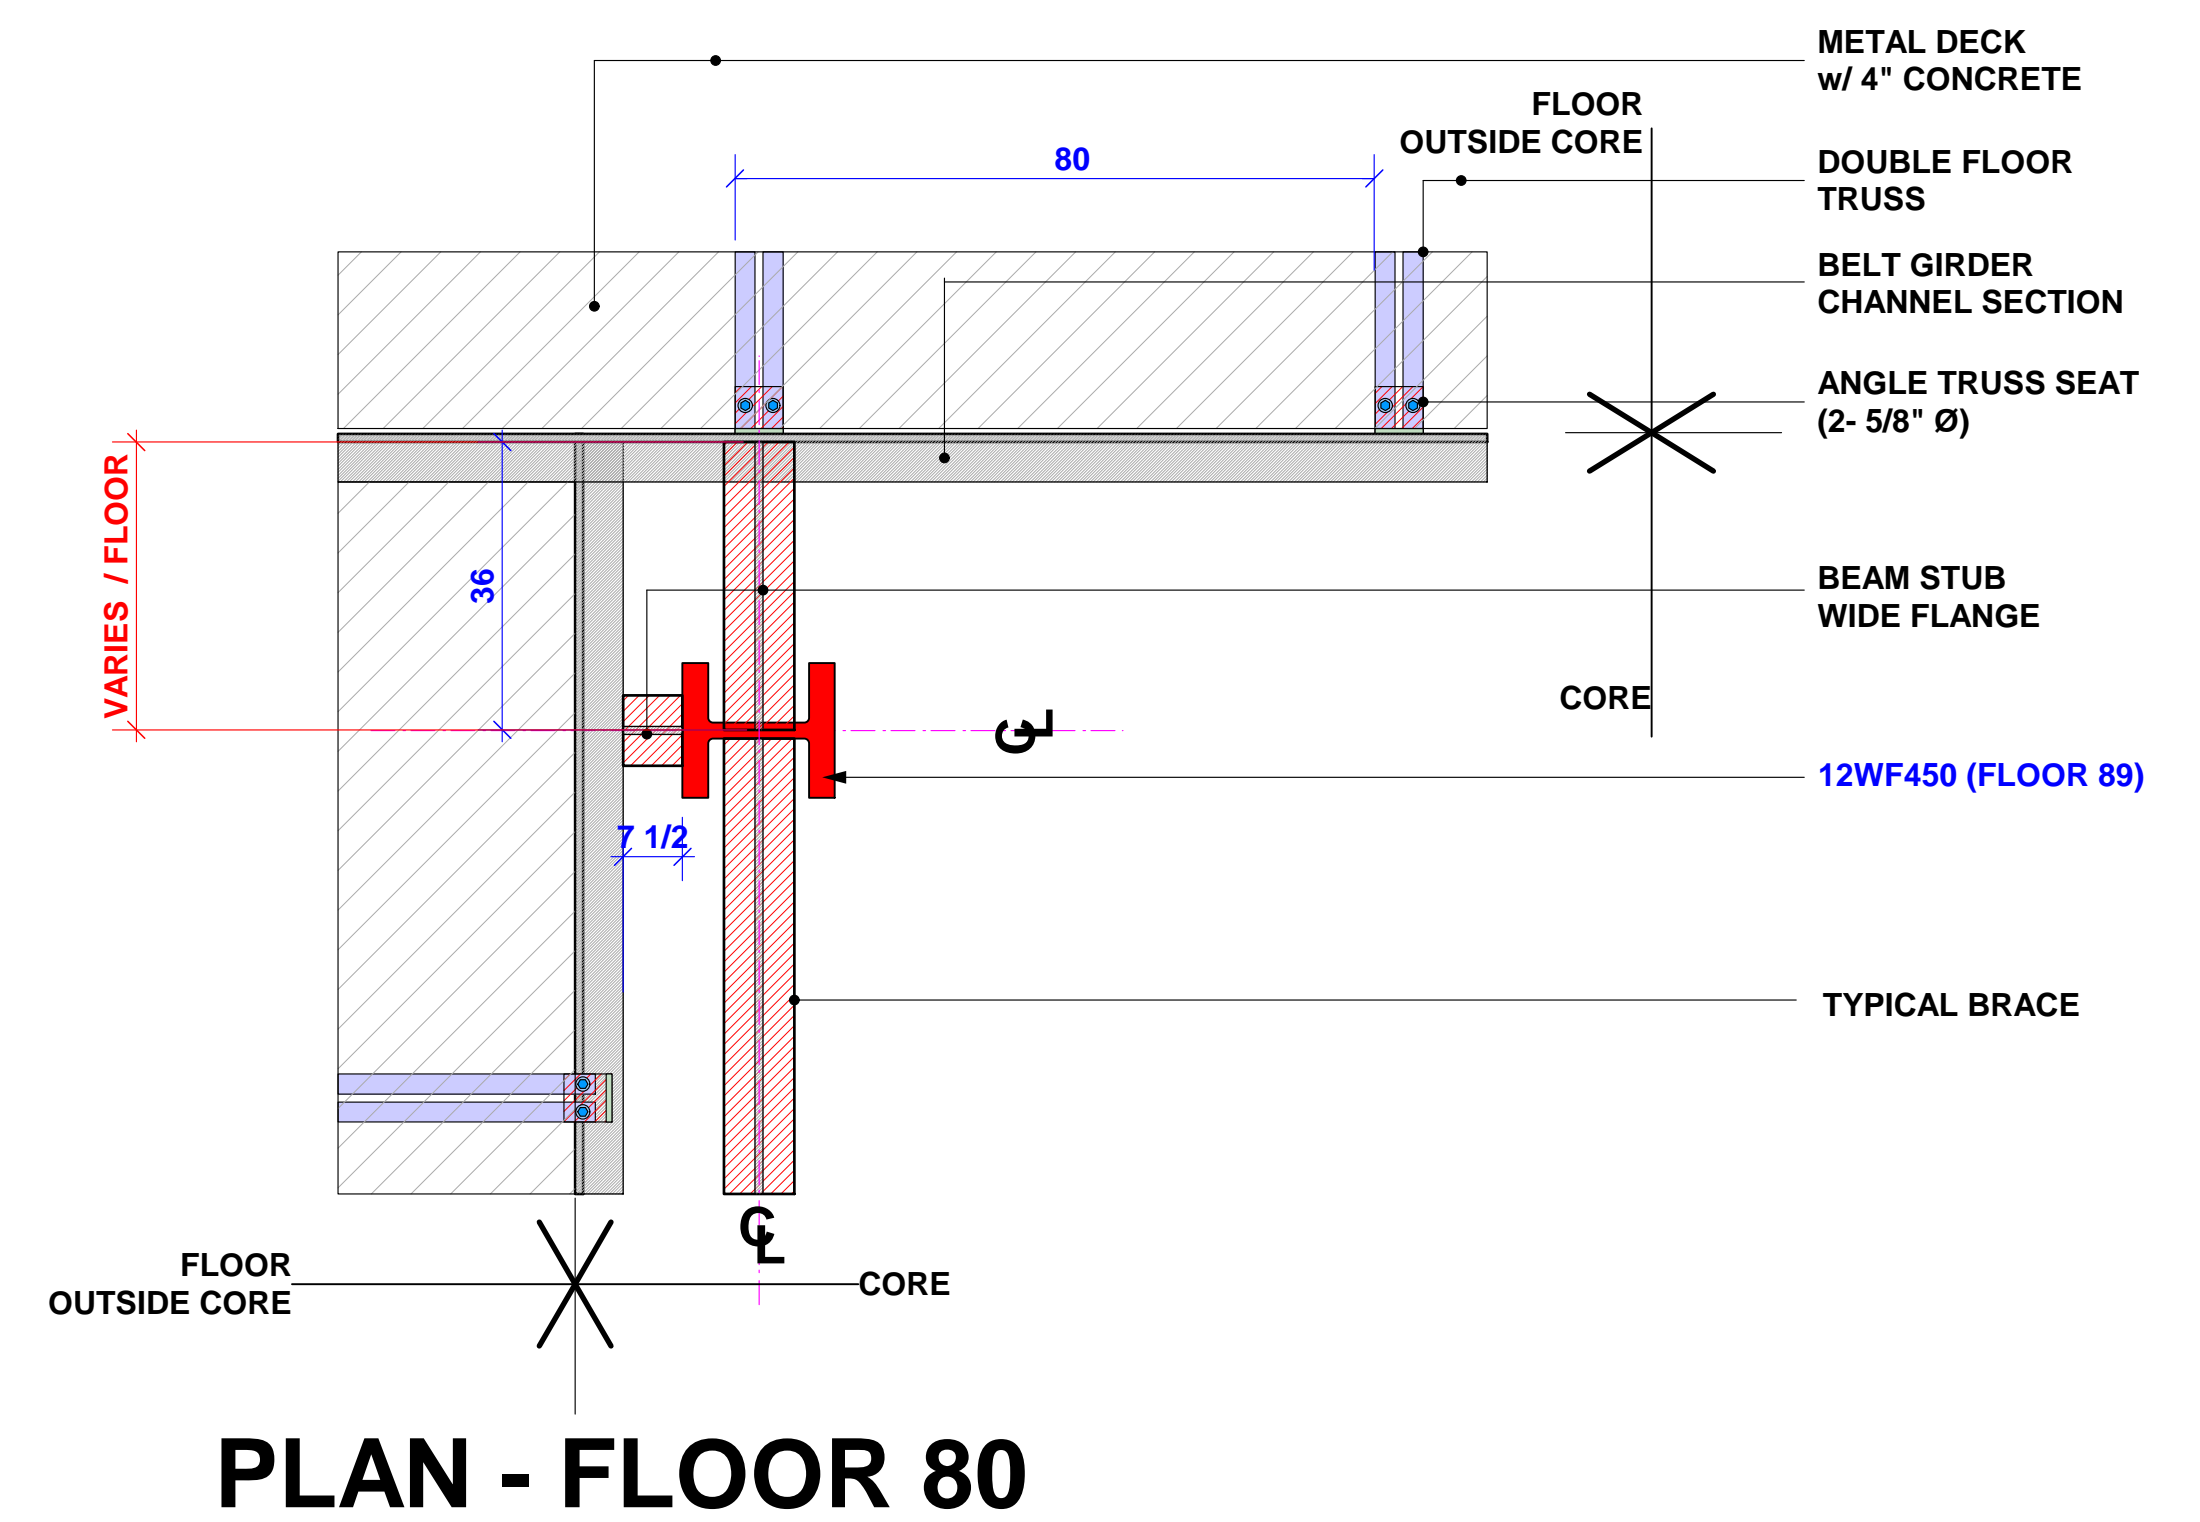 METAL DECK
w/ 4" CONCRETE
FLOOR
OUTSIDE CORE
80
DOUBLE FLOOR
TRUSS
BELT GIRDER
CHANNEL SECTION
ANGLE TRUSS SEAT
(2- 5/8" Ø)
VARIES / FLOOR
36
BEAM STUB
WIDE FLANGE
CORE
CL
12WF450 (FLOOR 89)
7 1/2
TYPICAL BRACE
CL
FLOOR
OUTSIDE CORE
CORE
PLAN - FLOOR 80